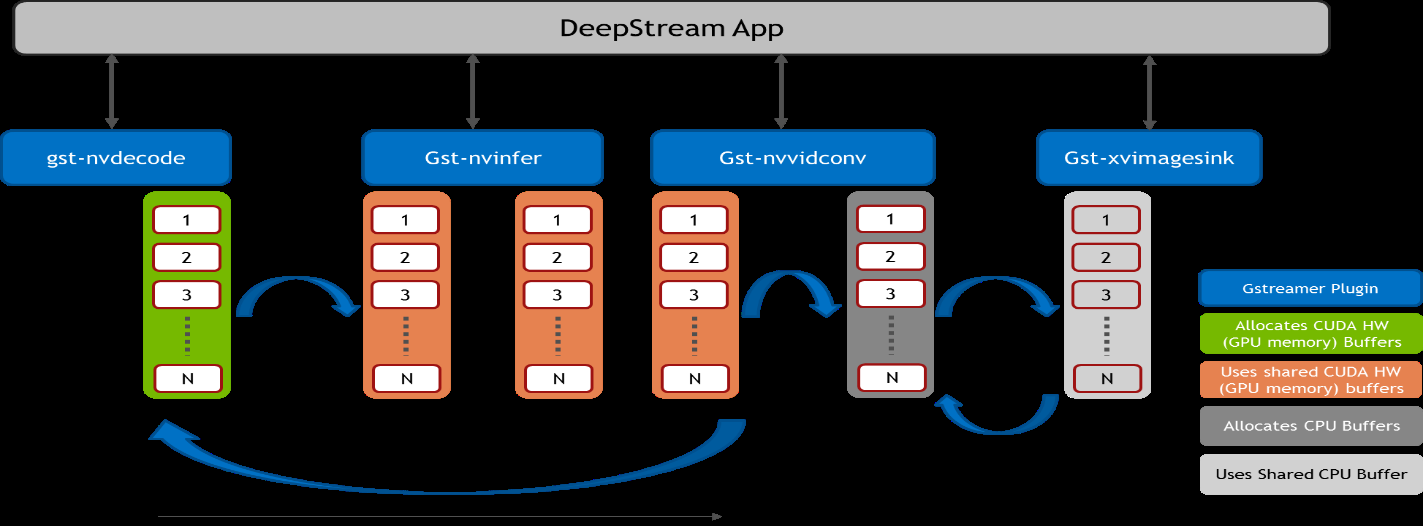 DeepStream App
gst-nvdecode
Gst-nvinfer
Gst-nvvidconv
Gst-xvimagesink
1 1 1 1 1 1
2 2 2 2 2 2
3 3 3 3 3 3
N N N N N N
Gstreamer Plugin
Allocates CUDA HW
(GPU memory) Buffers
Uses shared CUDA HW
(GPU memory) buffers
Allocates CPU Buffers
Uses Shared CPU Buffer